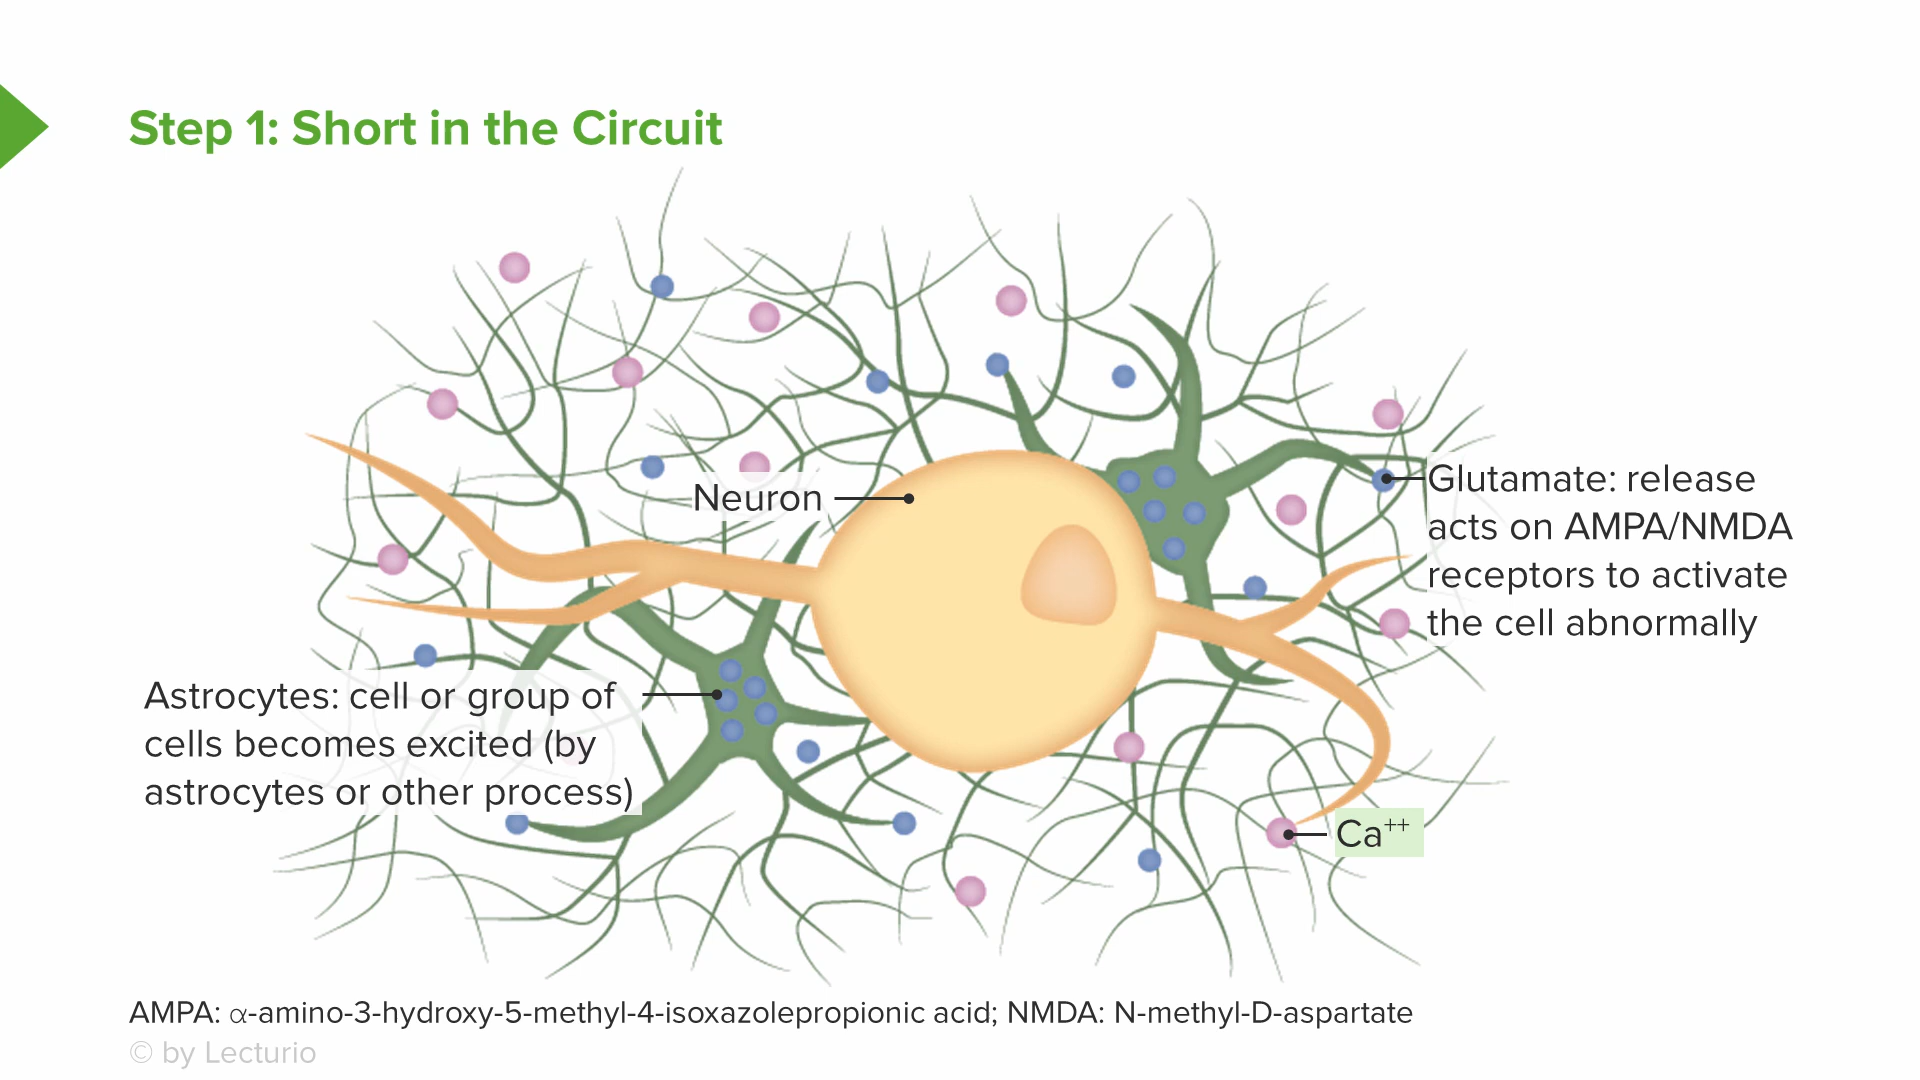 Step 1: Short in the Circuit
Neuron
Glutamate: release
acts on AMPA/NMDA
receptors to activate
the cell abnormally
Astrocytes: cell or group of
cells becomes excited (by
astrocytes or other process)
Ca⁺⁺
AMPA: α-amino-3-hydroxy-5-methyl-4-isoxazolepropionic acid; NMDA: N-methyl-D-aspartate
© by Lecturio